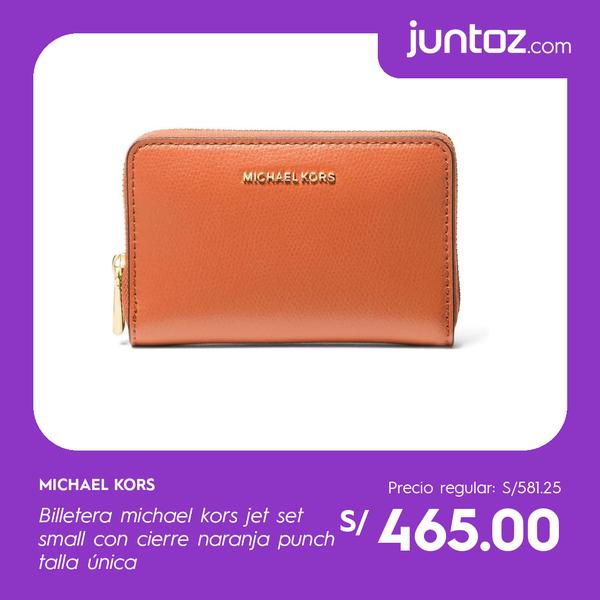 juntoz.com
MICHAEL KORS
MICHAEL KORS
Billetera michael kors jet set
small con cierre naranja punch
talla única
Precio regular: S/581.25
S/ 465.00